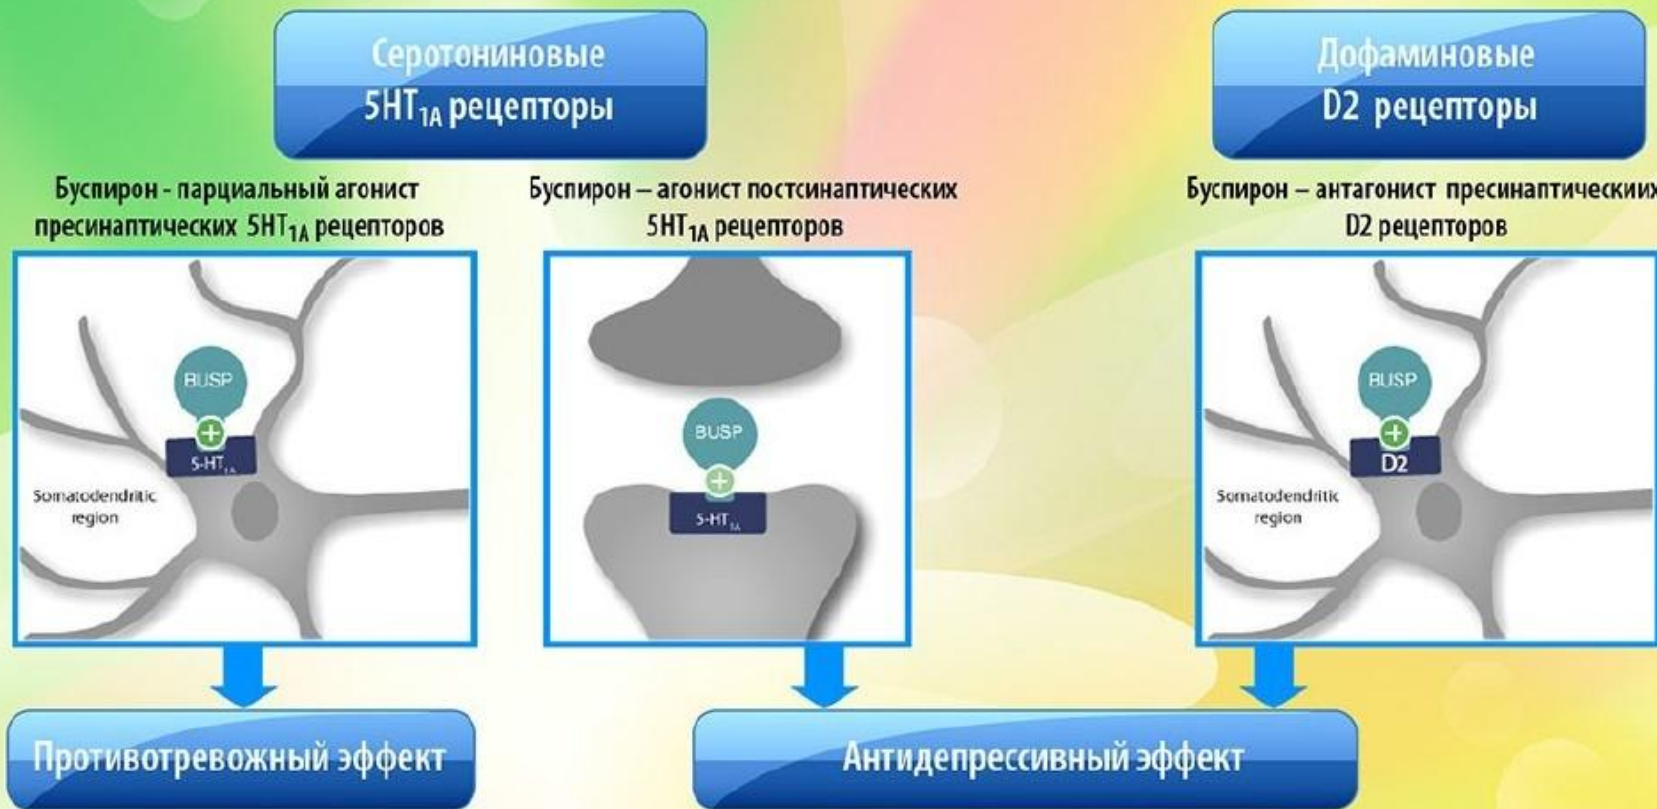 Серотониновые
5HT1A рецепторы
Дофаминовые
D2 рецепторы
Буспирон - парциальный агонист
пресинаптических 5HT1A рецепторов
Буспирон – агонист постсинаптических
5HT1A рецепторов
Буспирон – антагонист пресинаптическиих
D2 рецепторов
BUSP
+
5-HT1A
Somatodendritic
region
BUSP
+
5-HT1A
BUSP
+
D2
Somatodendritic
region
Противотревожный эффект
Антидепрессивный эффект